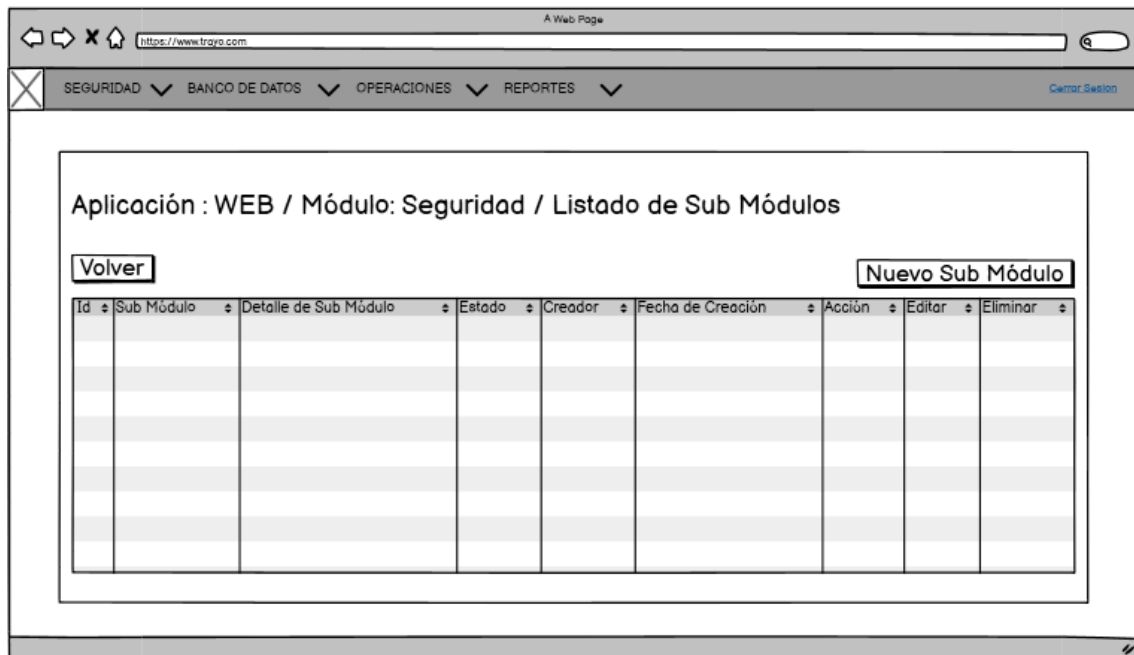 A Web Page
https://www.trayo.com
SEGURIDAD BANCO DE DATOS OPERACIONES REPORTES Cerrar Sesion
Aplicación : WEB / Módulo: Seguridad / Listado de Sub Módulos
Volver Nuevo Sub Módulo
Id Sub Módulo Detalle de Sub Módulo Estado Creador Fecha de Creación Acción Editar Eliminar